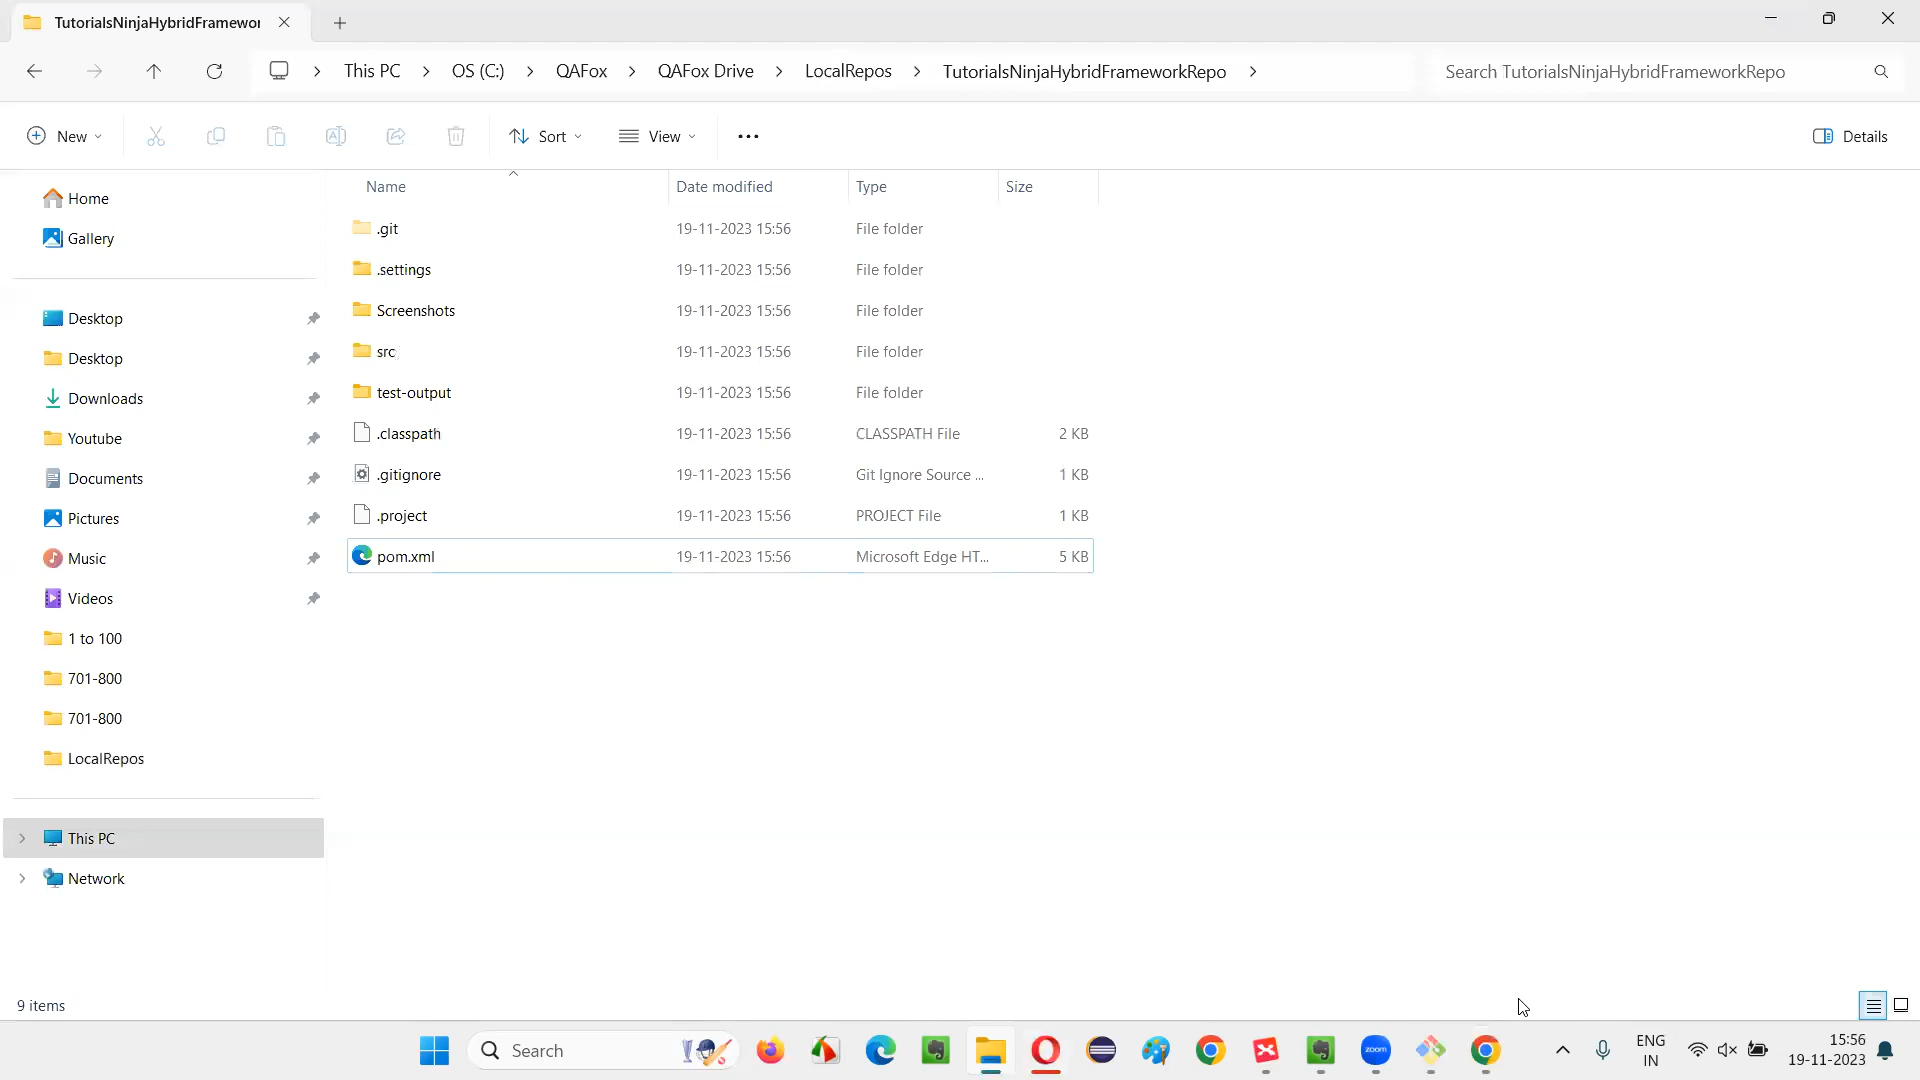 TutorialsNinjaHybridFramewor
This PC > OS (C:) > QAFox > QAFox Drive > LocalRepos > TutorialsNinjaHybridFrameworkRepo >
Search TutorialsNinjaHybridFrameworkRepo
New
Sort
View
Details
Name Date modified Type Size
Home
Gallery
Desktop
Desktop
Downloads
Youtube
Documents
Pictures
Music
Videos
1 to 100
701-800
701-800
LocalRepos
This PC
Network
.git 19-11-2023 15:56 File folder
.settings 19-11-2023 15:56 File folder
Screenshots 19-11-2023 15:56 File folder
src 19-11-2023 15:56 File folder
test-output 19-11-2023 15:56 File folder
.classpath 19-11-2023 15:56 CLASSPATH File 2 KB
.gitignore 19-11-2023 15:56 Git Ignore Source ... 1 KB
.project 19-11-2023 15:56 PROJECT File 1 KB
pom.xml 19-11-2023 15:56 Microsoft Edge HT... 5 KB
9 items
Search
zoom
ENG
IN
15:56
19-11-2023